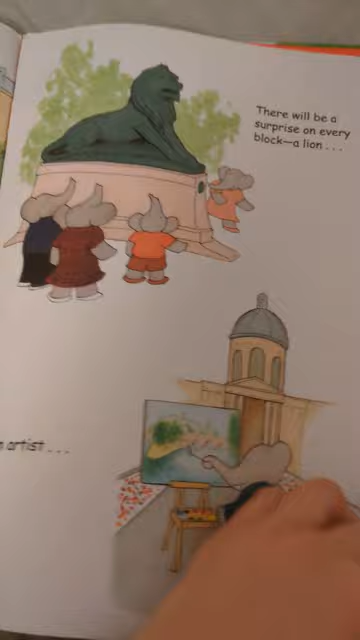 There will be a
surprise on every
block—a lion . . .
artist . . .